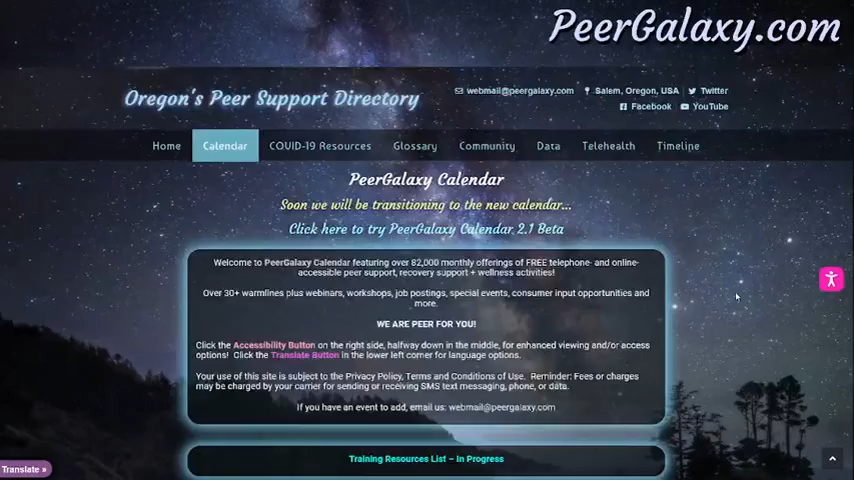 PeerGalaxy.com
Oregon's Peer Support Directory
webmail@peergalaxy.com Salem, Oregon, USA Twitter
Facebook YouTube
Home Calendar COVID-19 Resources Glossary Community Data Telehealth Timeline
PeerGalaxy Calendar
Soon we will be transitioning to the new calendar...
Click here to try PeerGalaxy Calendar 2.1 Beta
Welcome to PeerGalaxy Calendar featuring over 82,000 monthly offerings of FREE telephone- and online-
accessible peer support, recovery support + wellness activities!
Over 30+ warmlines plus webinars, workshops, job postings, special events, consumer input opportunities and
more.
WE ARE PEER FOR YOU!
Click the Accessibility Button on the right side, halfway down in the middle, for enhanced viewing and/or access
options! Click the Translate Button in the lower left corner for language options.
Your use of this site is subject to the Privacy Policy, Terms and Conditions of Use. Reminder: Fees or charges
may be charged by your carrier for sending or receiving SMS text messaging, phone, or data.
If you have an event to add, email us: webmail@peergalaxy.com
Training Resources List – In Progress
Translate »